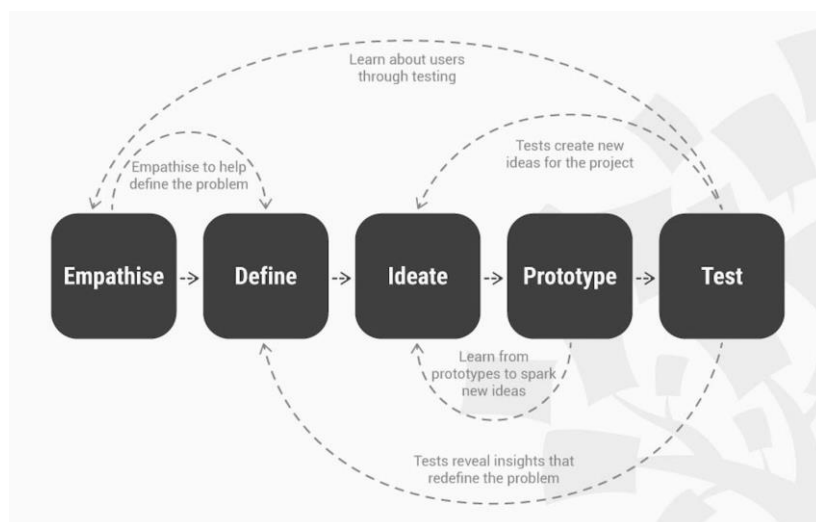 Learn about users
through testing
Tests create new
ideas for the project
Empathise to help
define the problem
Empathise
Define
Ideate
Prototype
Test
Learn from
prototypes to spark
new ideas
Tests reveal insights that
redefine the problem